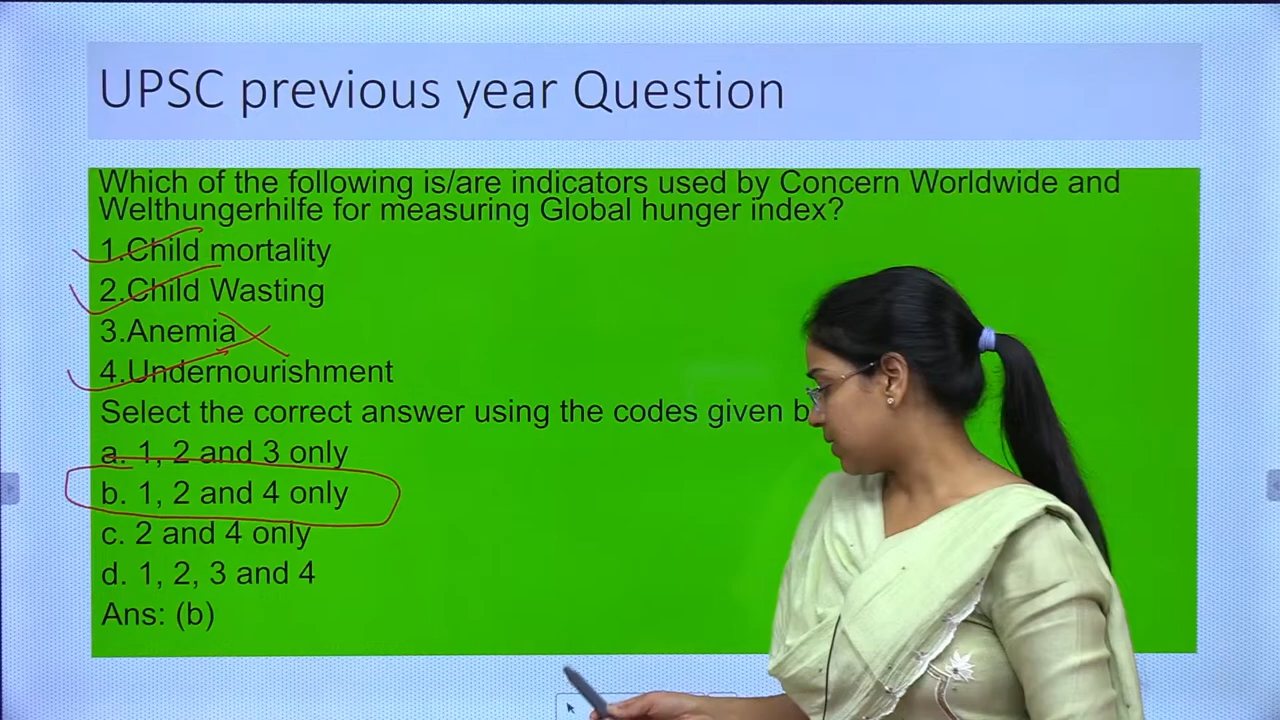 UPSC previous year Question
Which of the following is/are indicators used by Concern Worldwide and
Welthungerhilfe for measuring Global hunger index?
1.Child mortality
2.Child Wasting
3.Anemia
4.Undernourishment
Select the correct answer using the codes given b
a. 1, 2 and 3 only
b. 1, 2 and 4 only
c. 2 and 4 only
d. 1, 2, 3 and 4
Ans: (b)